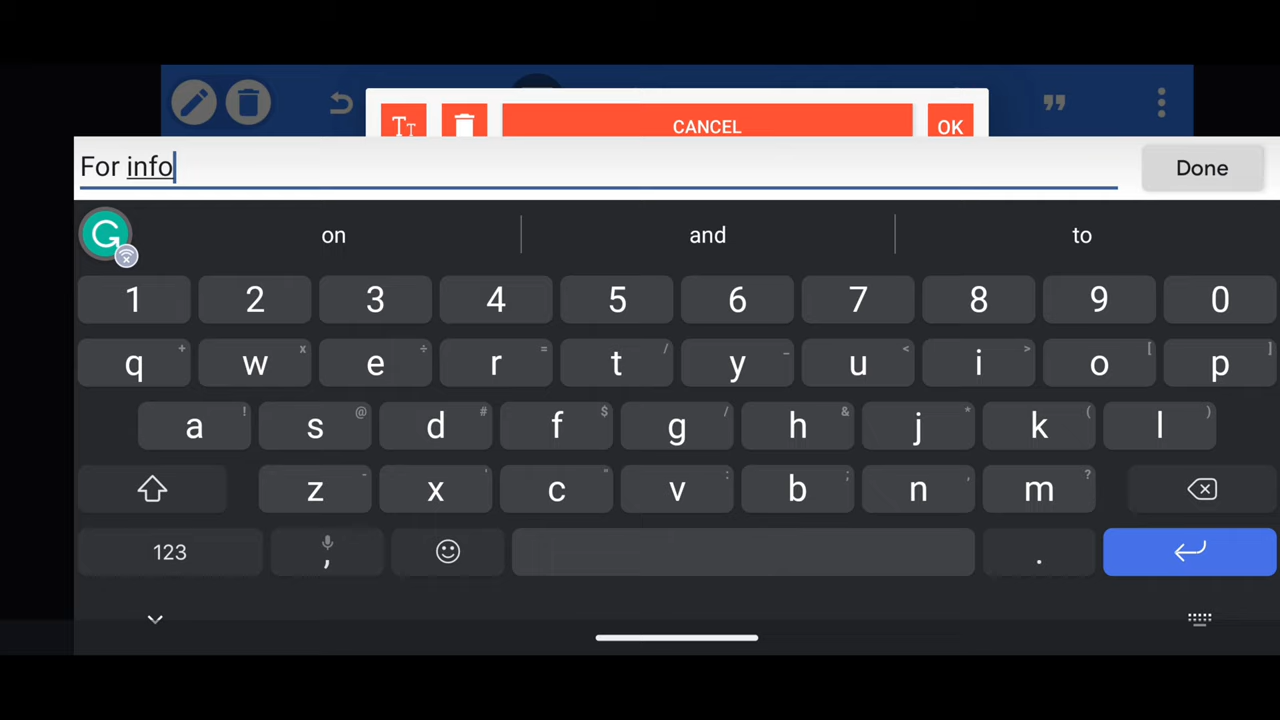 Tт CANCEL OK
For info Done
on and to
1 2 3 4 5 6 7 8 9 0
q + w x e ÷ r = t / y _ u < i > o [ p ]
a ! s @ d # f $ g / h & j * k ( l )
z - x ' c " v : b ; n , m ?
123 , .